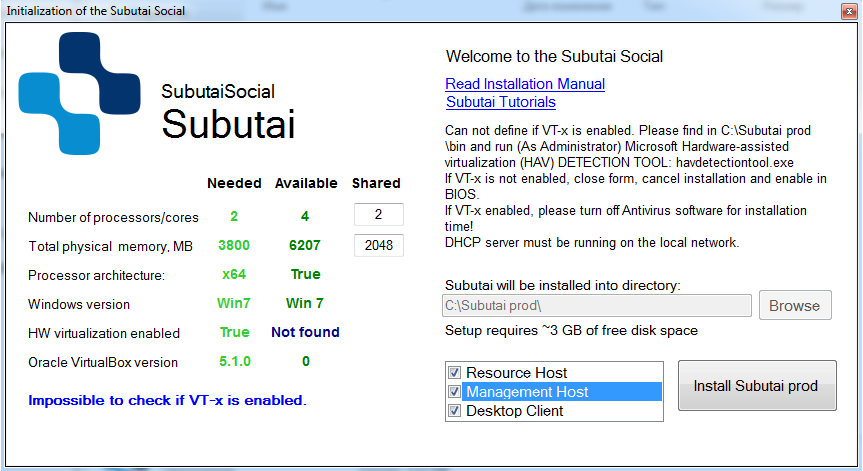 Initialization of the Subutai Social
SubutaiSocial
Subutai
Needed Available Shared
Number of processors/cores 2 4 2
Total physical memory, MB 3800 6207 2048
Processor architecture: x64 True
Windows version Win7 Win 7
HW virtualization enabled True Not found
Oracle VirtualBox version 5.1.0 0
Impossible to check if VT-x is enabled.
Welcome to the Subutai Social
Read Installation Manual
Subutai Tutorials
Can not define if VT-x is enabled. Please find in C:\Subutai prod
\bin and run (As Administrator) Microsoft Hardware-assisted
virtualization (HAV) DETECTION TOOL: havdetectiontool.exe
If VT-x is not enabled, close form, cancel installation and enable in
BIOS.
If VT-x enabled, please turn off Antivirus software for installation
time!
DHCP server must be running on the local network.
Subutai will be installed into directory:
C:\Subutai prod\ Browse
Setup requires ~3 GB of free disk space
Resource Host
Management Host
Desktop Client
Install Subutai prod